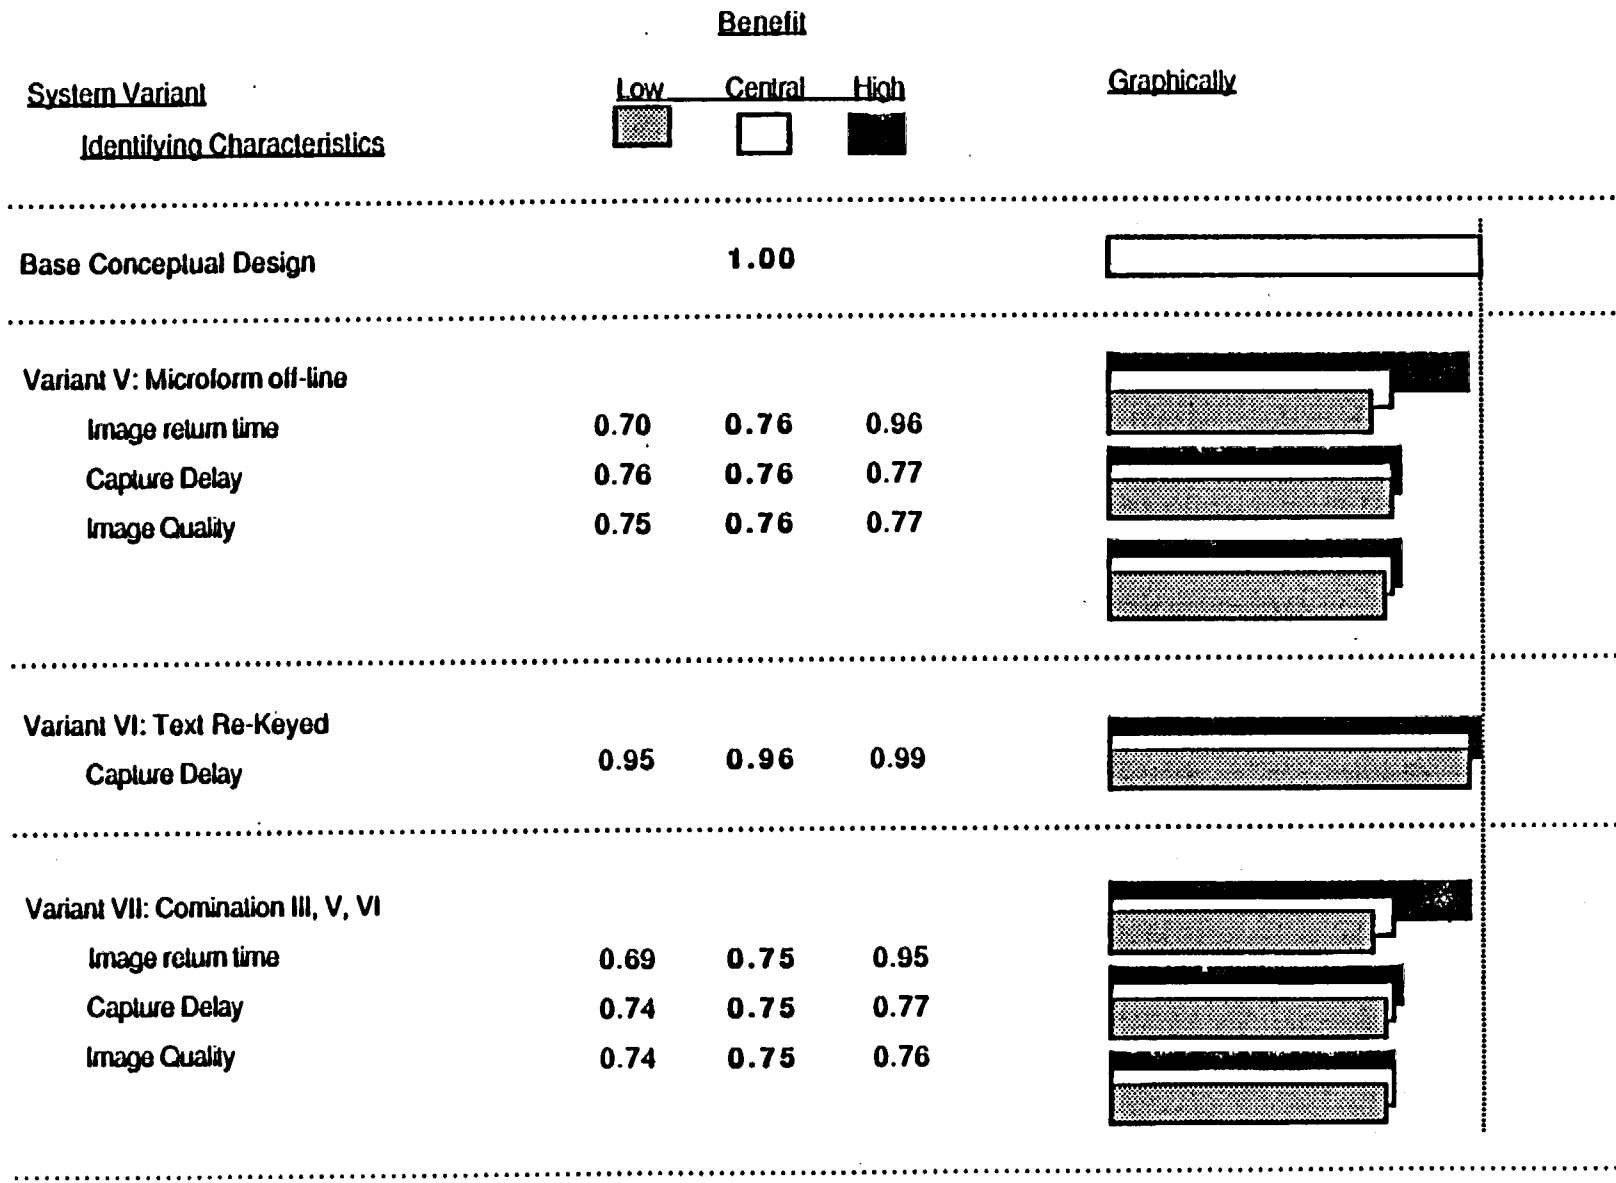 Benefit
System Variant Low Central High Graphically
Identifying Characteristics
Base Conceptual Design 1.00
Variant V: Microform off-line
Image return time 0.70 0.76 0.96
Capture Delay 0.76 0.76 0.77
Image Quality 0.75 0.76 0.77
Variant VI: Text Re-Keyed
Capture Delay 0.95 0.96 0.99
Variant VII: Comination III, V, VI
Image return time 0.69 0.75 0.95
Capture Delay 0.74 0.75 0.77
Image Quality 0.74 0.75 0.76